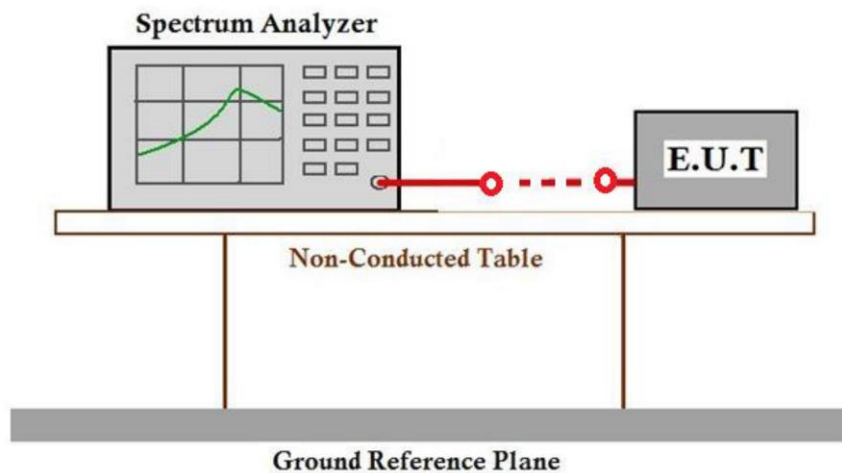 Spectrum Analyzer
E.U.T
Non-Conducted Table
Ground Reference Plane